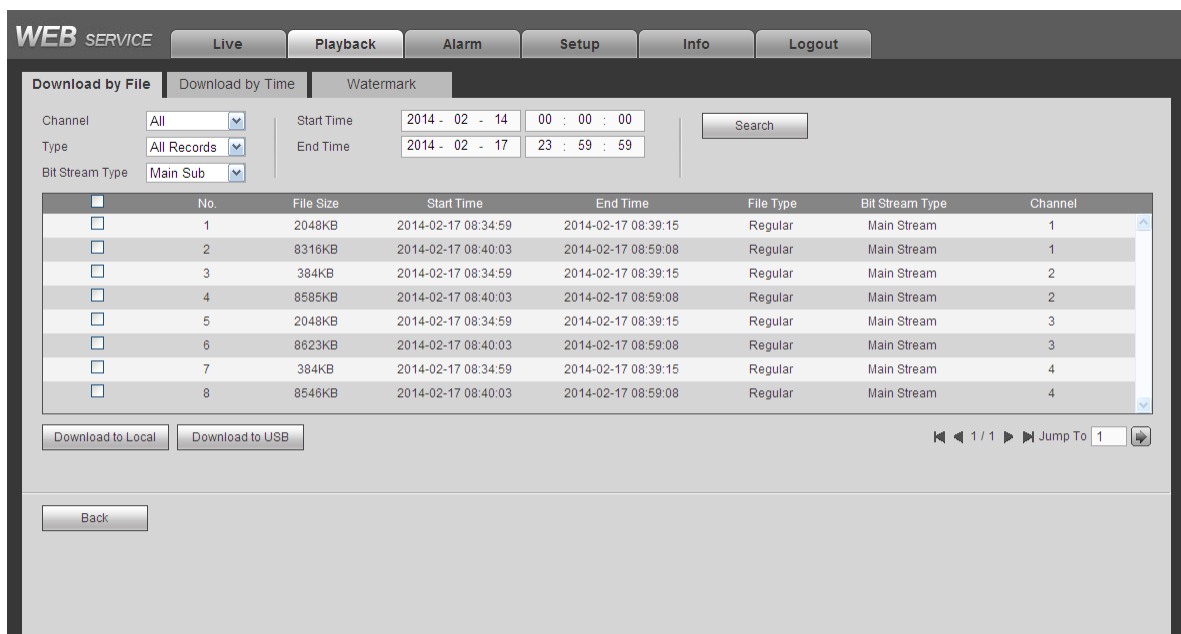 WEB SERVICE Live Playback Alarm Setup Info Logout
Download by File Download by Time Watermark
Channel All Start Time 2014 - 02 - 14 00 : 00 : 00 Search
Type All Records End Time 2014 - 02 - 17 23 : 59 : 59
Bit Stream Type Main Sub
No. File Size Start Time End Time File Type Bit Stream Type Channel
1 2048KB 2014-02-17 08:34:59 2014-02-17 08:39:15 Regular Main Stream 1
2 8316KB 2014-02-17 08:40:03 2014-02-17 08:59:08 Regular Main Stream 1
3 384KB 2014-02-17 08:34:59 2014-02-17 08:39:15 Regular Main Stream 2
4 8585KB 2014-02-17 08:40:03 2014-02-17 08:59:08 Regular Main Stream 2
5 2048KB 2014-02-17 08:34:59 2014-02-17 08:39:15 Regular Main Stream 3
6 8623KB 2014-02-17 08:40:03 2014-02-17 08:59:08 Regular Main Stream 3
7 384KB 2014-02-17 08:34:59 2014-02-17 08:39:15 Regular Main Stream 4
8 8546KB 2014-02-17 08:40:03 2014-02-17 08:59:08 Regular Main Stream 4
Download to Local Download to USB 1 / 1 Jump To 1
Back